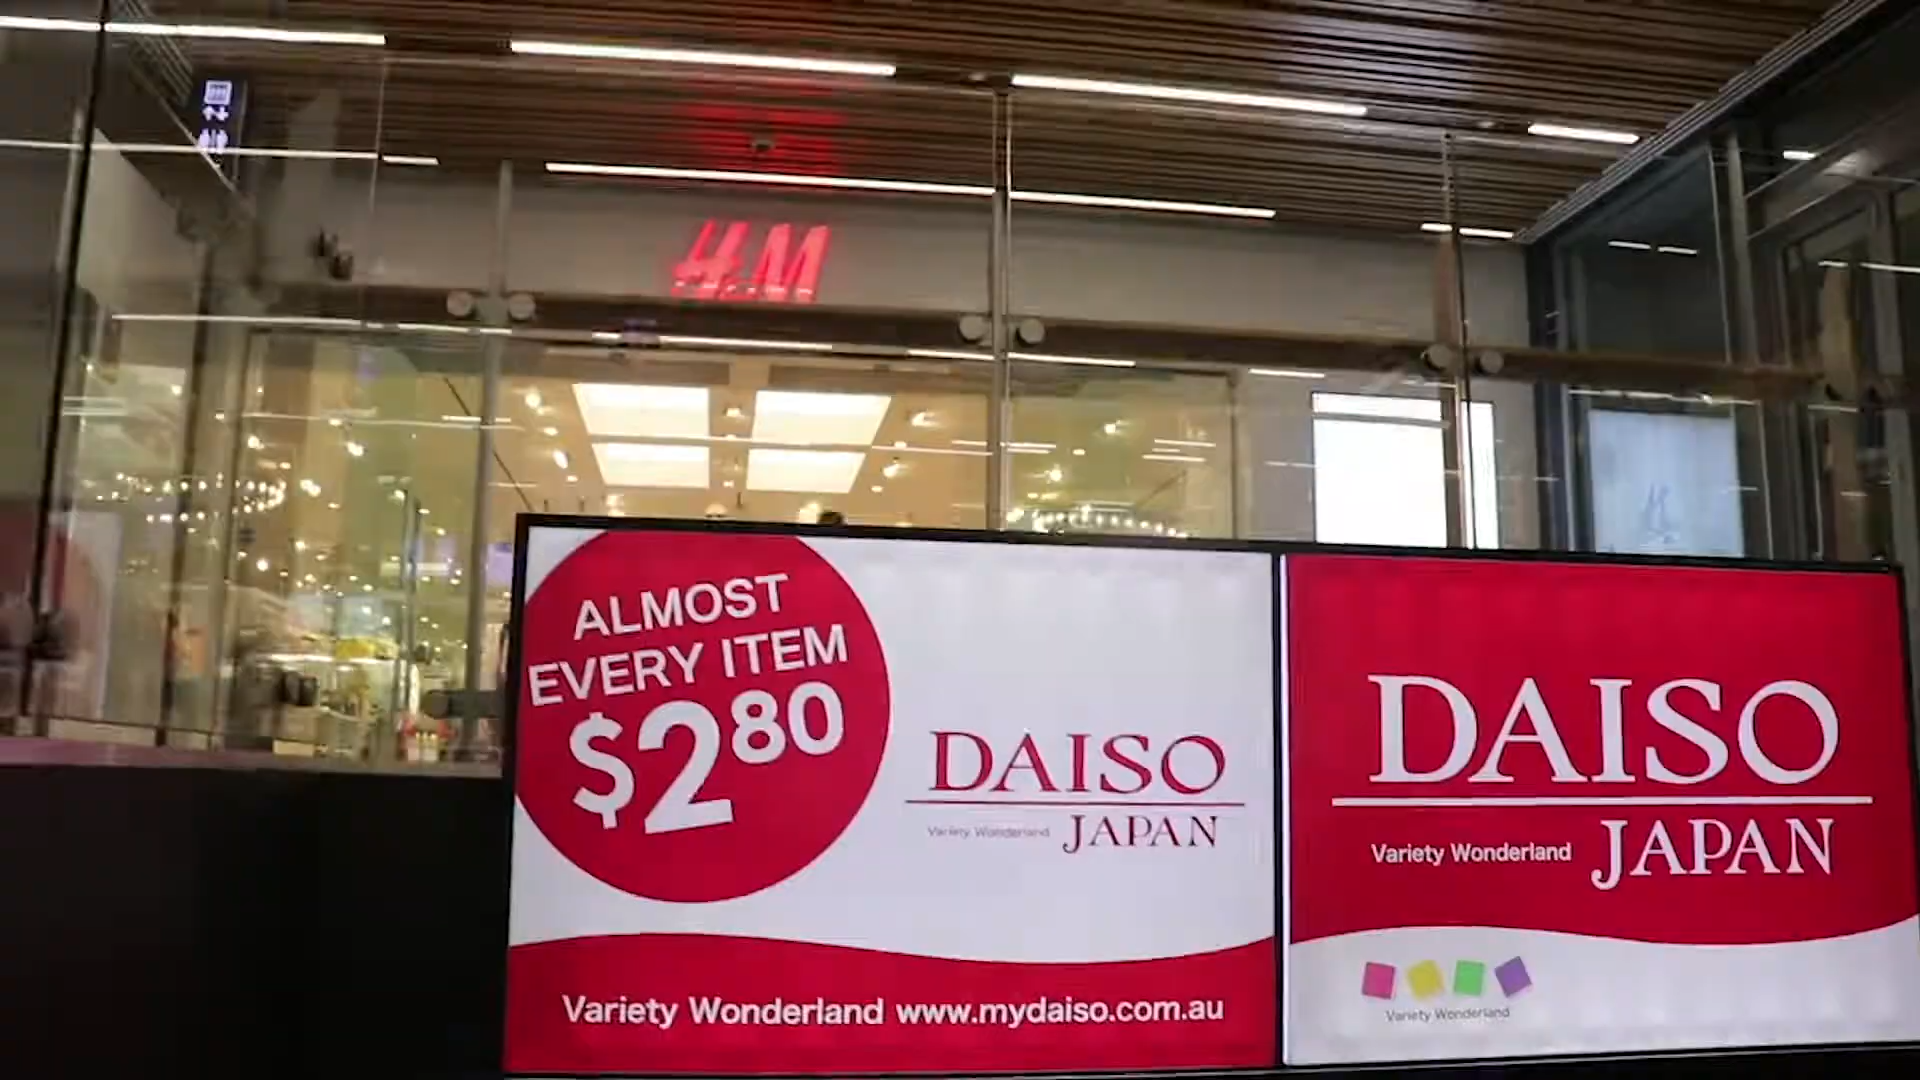 H&M
ALMOST
EVERY ITEM
$2.80
DAISO
Variety Wonderland JAPAN
Variety Wonderland www.mydaiso.com.au
DAISO
Variety Wonderland JAPAN
Variety Wonderland